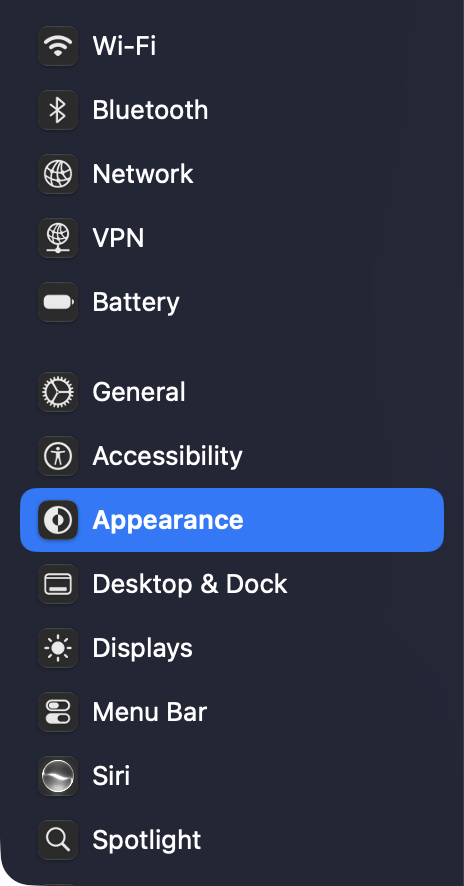 Wi-Fi
Bluetooth
Network
VPN
Battery
General
Accessibility
Appearance
Desktop & Dock
Displays
Menu Bar
Siri
Spotlight